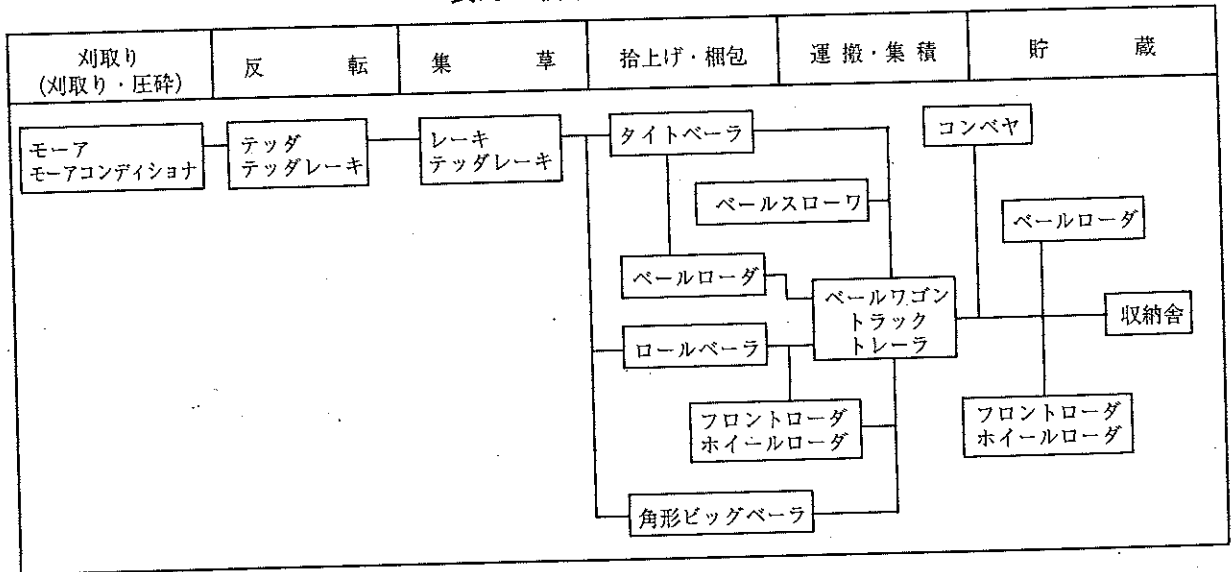 刈取り
(刈取り・圧砕)
反転
集草
拾上げ・梱包
運搬・集積
貯蔵
モーア
モーアコンディショナ
テッダ
テッダレーキ
レーキ
テッダレーキ
タイトベーラ
コンベヤ
ベールスローワ
ベールローダ
ベールローダ
ベールワゴン
トラック
トレーラ
収納舎
ロールベーラ
フロントローダ
ホイールローダ
フロントローダ
ホイールローダ
角形ビッグベーラ